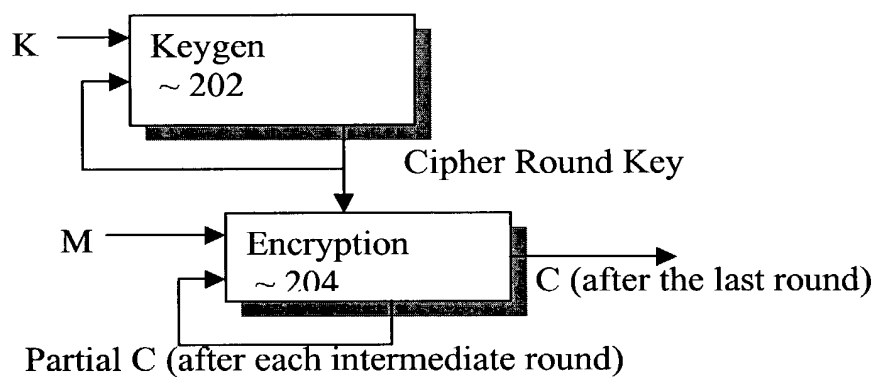 K
Keygen
~ 202
Cipher Round Key
M
Encryption
~ 204
C (after the last round)
Partial C (after each intermediate round)